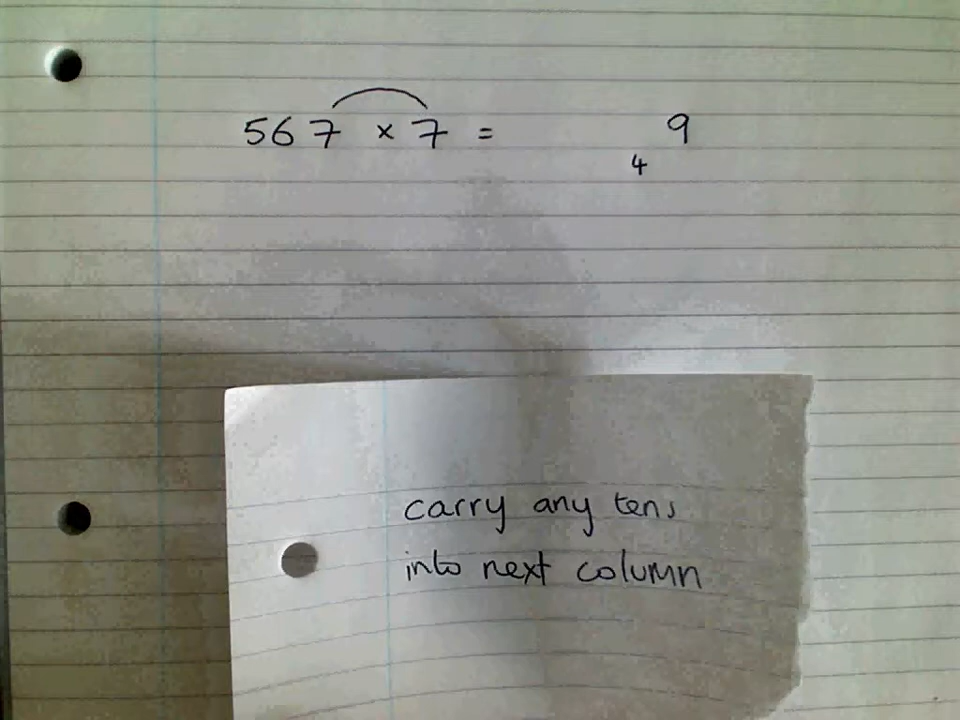 567 × 7 = 9
4
carry any tens
into next column